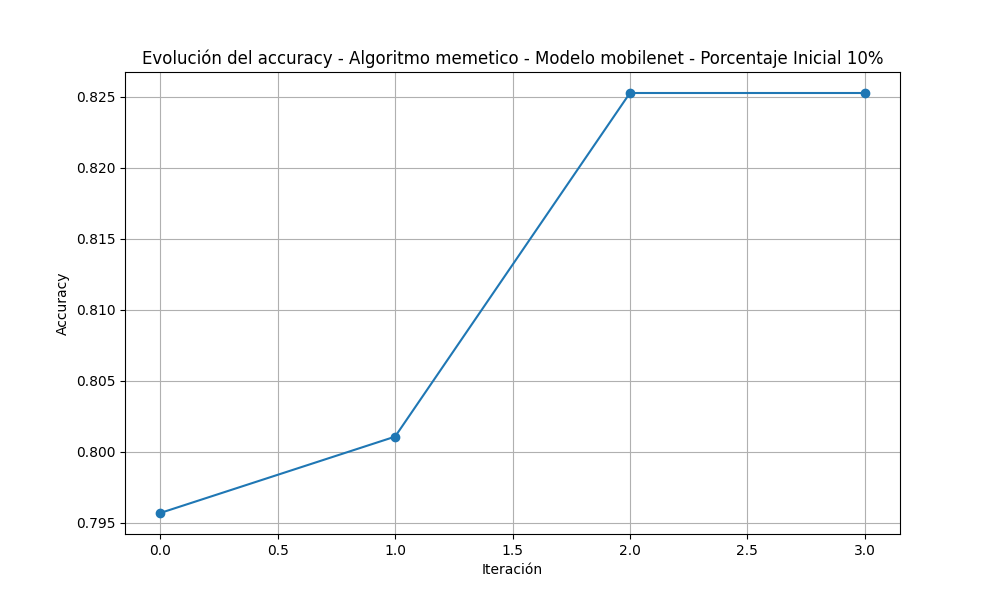 Evolución del accuracy - Algoritmo memetico - Modelo mobilenet - Porcentaje Inicial 10%
0.825
0.820
0.815
0.810
0.805
0.800
0.795
Accuracy
0.0 0.5 1.0 1.5 2.0 2.5 3.0
Iteración